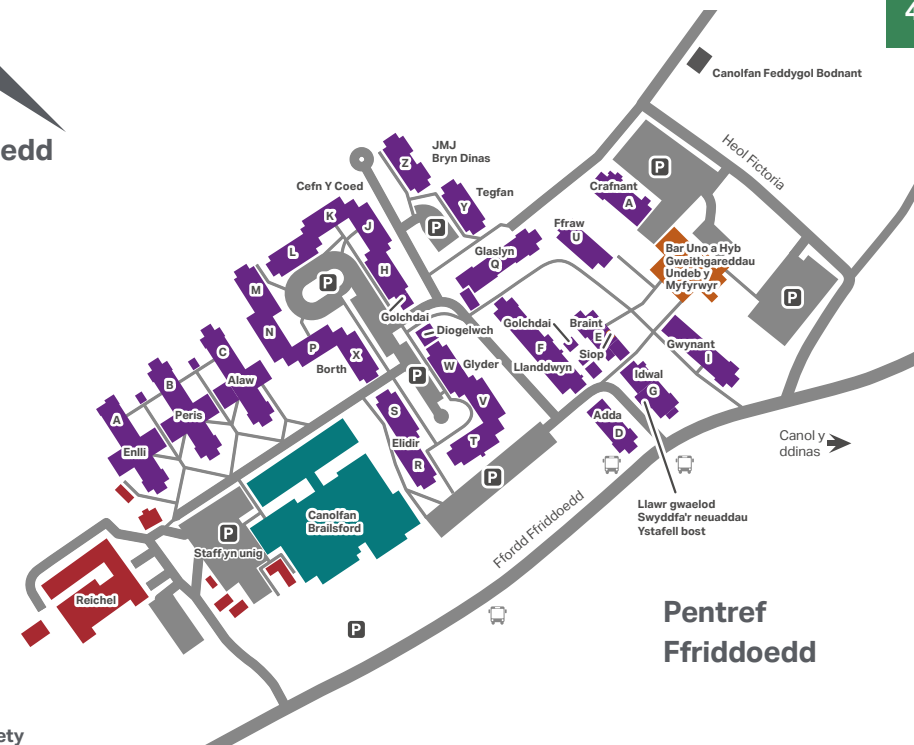 4
Canolfan Feddygol Bodnant
edd
Heol Fictoria
P
JMJ
Bryn Dinas
Z
Cefn Y Coed
Tegfan
Y
Crafnant
A
K
J
L
P
Ffraw
U
Glaslyn
Q
Bar Uno a Hyb
Gweithgareddau
Undeb y
Myfyrwyr
H
P
M
P
Golchdai
Diogelwch
Golchdai
Braint
E
Siop
N
P
X
Borth
F
Llanddwyn
Gwynant
I
C
Alaw
W
Glyder
P
Idwal
G
B
Peris
V
S
Elidir
Adda
D
A
Enlli
T
R
Canol y
ddinas
P
Llawr gwaelod
Swyddfa'r neuaddau
Ystafell bost
Canolfan
Brailsford
P
Staff yn unig
Ffordd Ffriddoedd
Reichel
P
Pentref
Ffriddoedd
ety